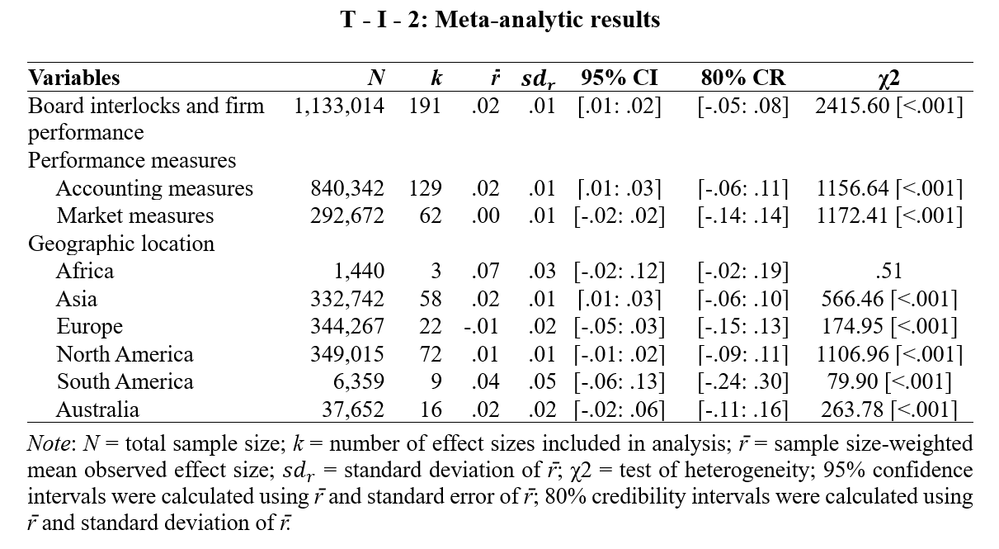 T - I - 2: Meta-analytic results
Variables N k r̄ sdᵣ 95% CI 80% CR χ2
Board interlocks and firm 1,133,014 191 .02 .01 [.01: .02] [-.05: .08] 2415.60 [<.001]
performance
Performance measures
Accounting measures 840,342 129 .02 .01 [.01: .03] [-.06: .11] 1156.64 [<.001]
Market measures 292,672 62 .00 .01 [-.02: .02] [-.14: .14] 1172.41 [<.001]
Geographic location
Africa 1,440 3 .07 .03 [-.02: .12] [-.02: .19] .51
Asia 332,742 58 .02 .01 [.01: .03] [-.06: .10] 566.46 [<.001]
Europe 344,267 22 -.01 .02 [-.05: .03] [-.15: .13] 174.95 [<.001]
North America 349,015 72 .01 .01 [-.01: .02] [-.09: .11] 1106.96 [<.001]
South America 6,359 9 .04 .05 [-.06: .13] [-.24: .30] 79.90 [<.001]
Australia 37,652 16 .02 .02 [-.02: .06] [-.11: .16] 263.78 [<.001]
Note: N = total sample size; k = number of effect sizes included in analysis; r̄ = sample size-weighted
mean observed effect size; sdᵣ = standard deviation of r̄; χ2 = test of heterogeneity; 95% confidence
intervals were calculated using r̄ and standard error of r̄; 80% credibility intervals were calculated using
r̄ and standard deviation of r̄.